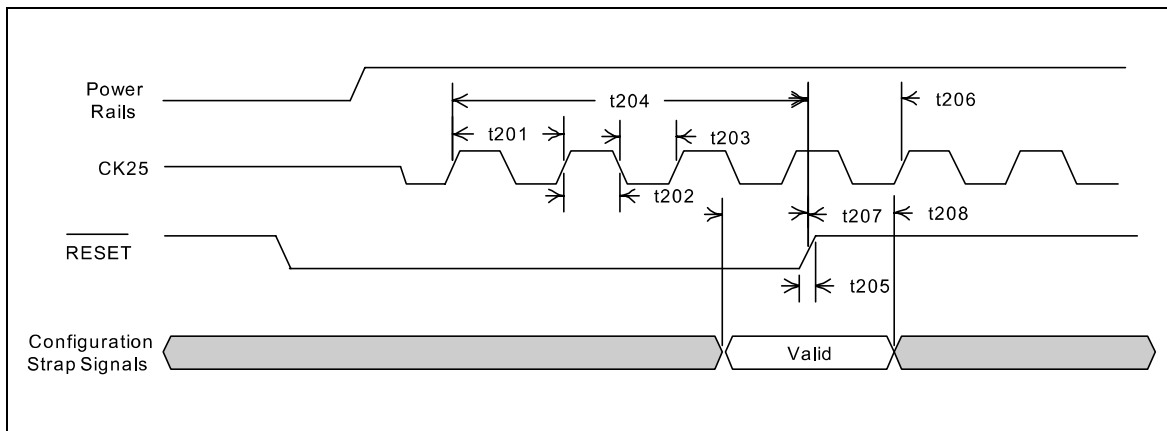 Power
Rails
t204
t206
t201
t203
CK25
t202
t207
t208
RESET
t205
Configuration
Strap Signals
Valid